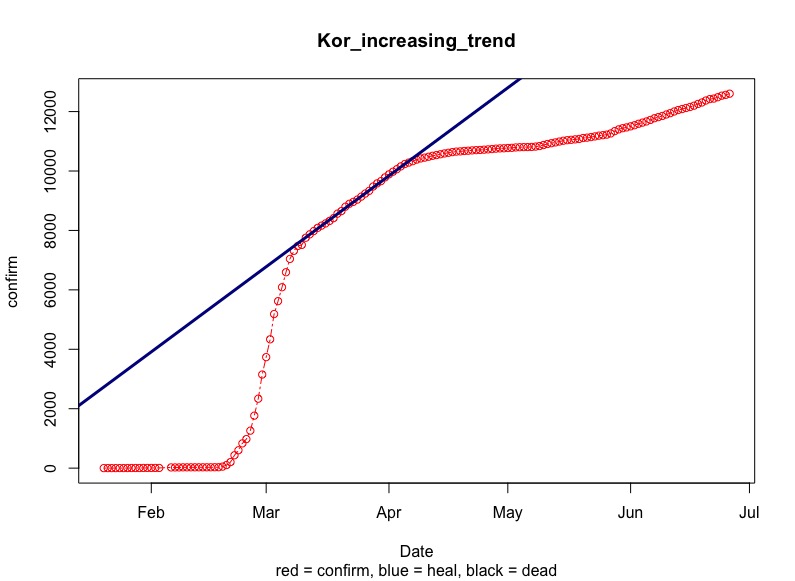 Kor_increasing_trend
confirm
12000
10000
8000
6000
4000
2000
0
Feb Mar Apr May Jun Jul
Date
red = confirm, blue = heal, black = dead